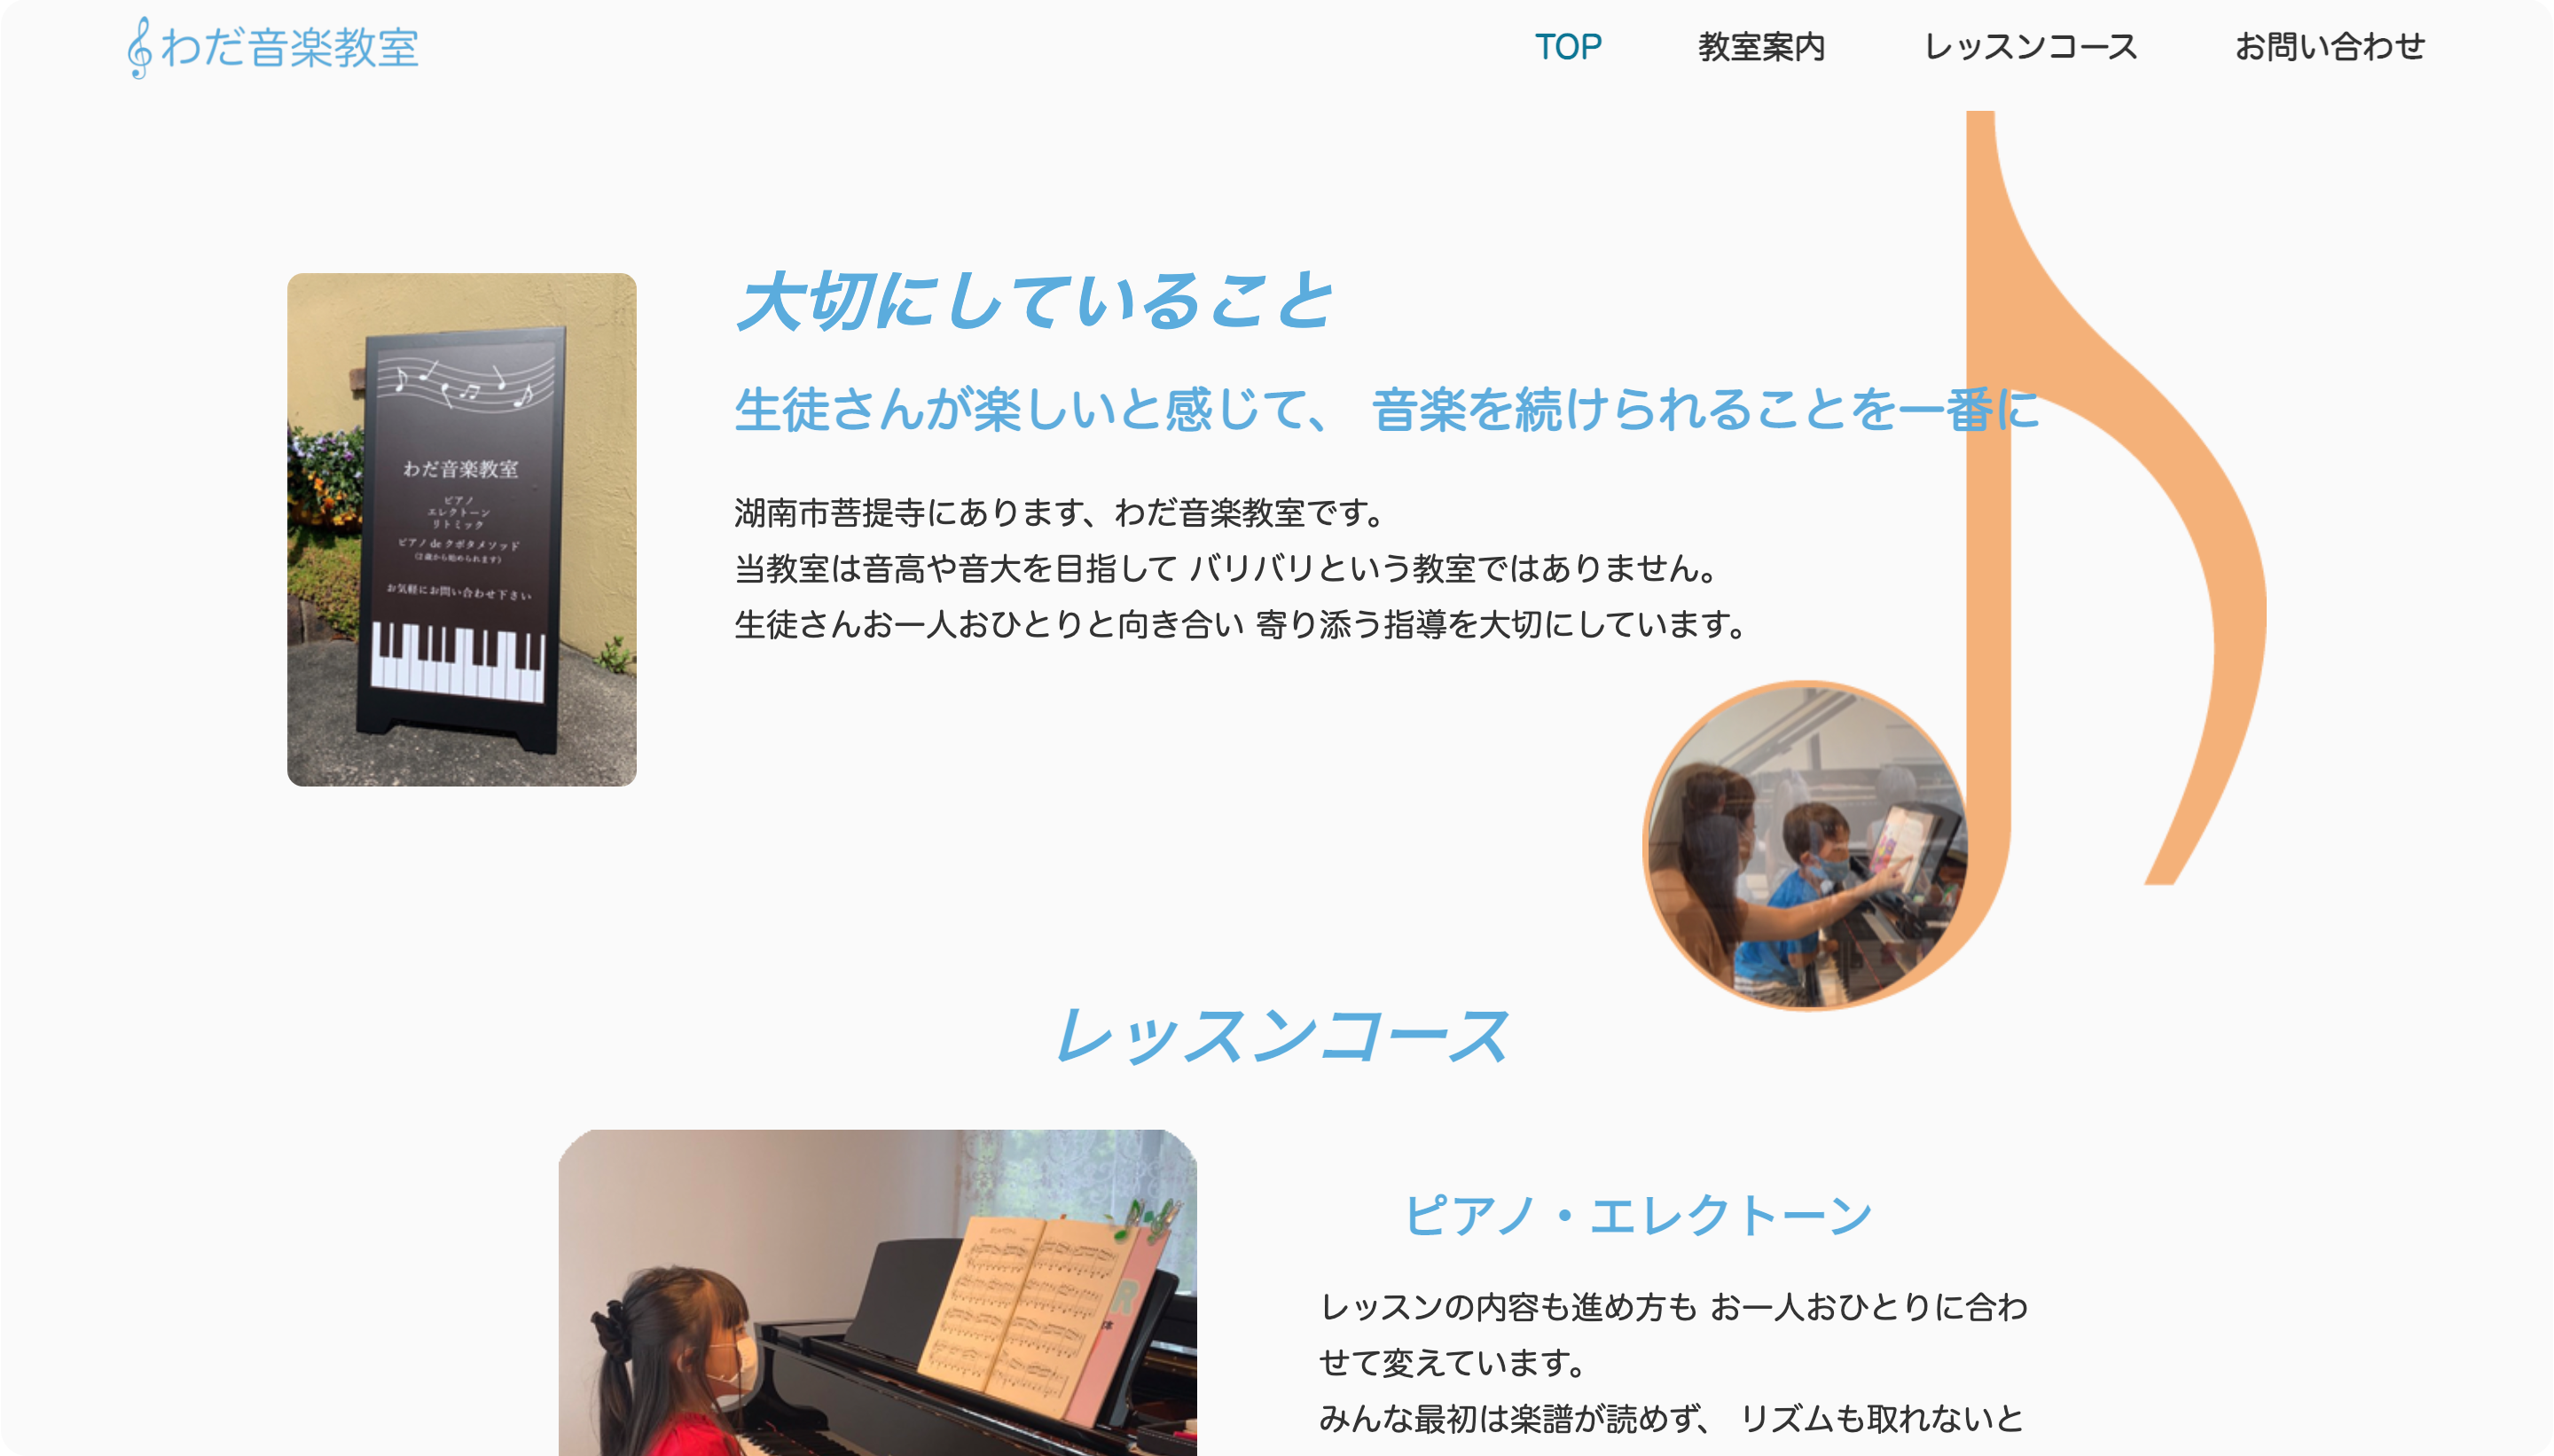 わだ音楽教室
TOP
教室案内
レッスンコース
お問い合わせ
大切にしていること
生徒さんが楽しいと感じて、 音楽を続けられることを一番に
湖南市菩提寺にあります、わだ音楽教室です。
当教室は音高や音大を目指して バリバリという教室ではありません。
生徒さんお一人おひとりと向き合い 寄り添う指導を大切にしています。
わだ音楽教室
ピアノ
エレクトーン
リトミック
ピアノ de クボタメソッド
(2歳から始められます)
お気軽にお問い合わせ下さい
レッスンコース
ピアノ・エレクトーン
レッスンの内容も進め方も お一人おひとりに合わ
せて変えています。
みんな最初は楽譜が読めず、 リズムも取れないと